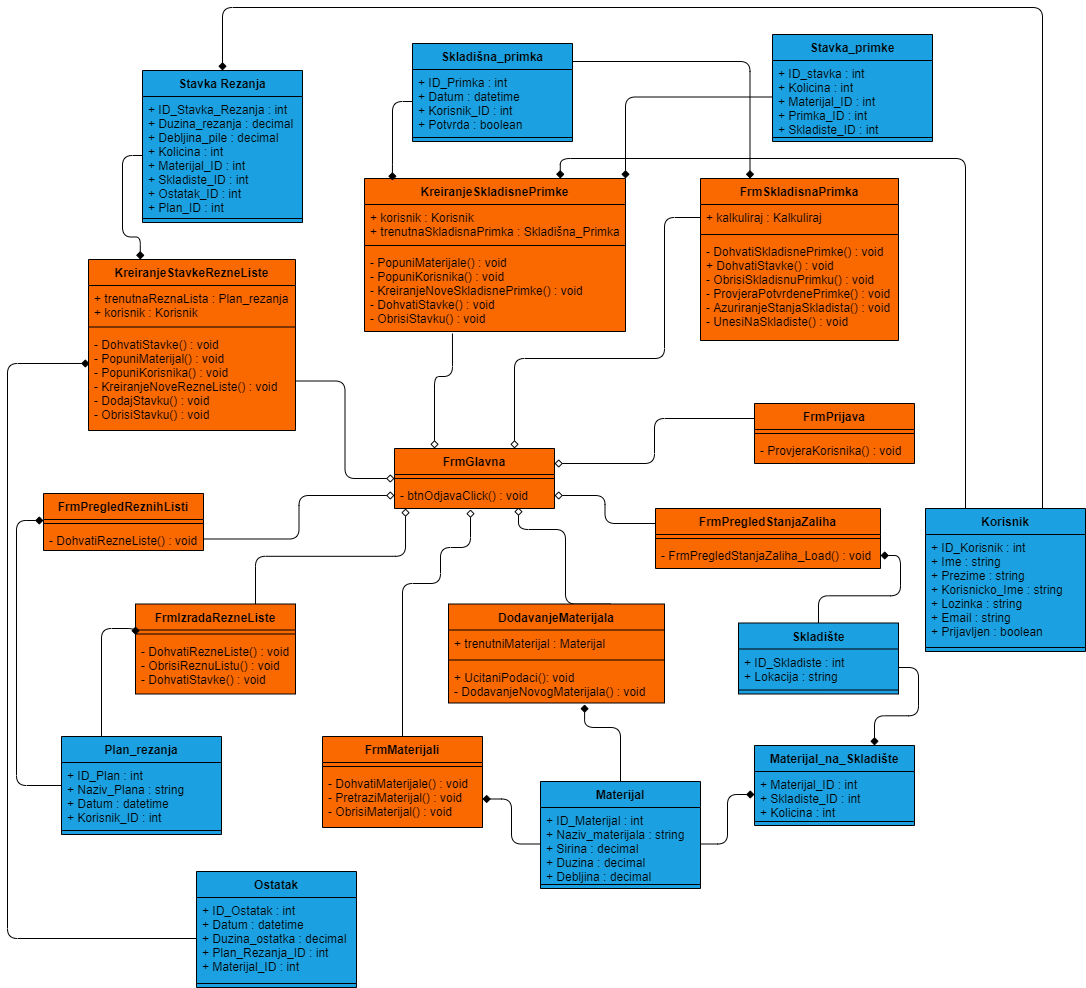 Stavka Rezanja
+ ID_Stavka_Rezanja : int
+ Duzina_rezanja : decimal
+ Debljina_pile : decimal
+ Kolicina : int
+ Materijal_ID : int
+ Skladiste_ID : int
+ Ostatak_ID : int
+ Plan_ID : int
Skladišna_primka
+ ID_Primka : int
+ Datum : datetime
+ Korisnik_ID : int
+ Potvrda : boolean
Stavka_primke
+ ID_stavka : int
+ Kolicina : int
+ Materijal_ID : int
+ Primka_ID : int
+ Skladiste_ID : int
KreiranjeSkladisnePrimke
+ korisnik : Korisnik
+ trenutnaSkladisnaPrimka : Skladišna_Primka
- PopuniMaterijale() : void
- PopuniKorisnika() : void
- KreiranjeNoveSkladisnePrimke() : void
- DohvatiStavke() : void
- ObrisiStavku() : void
FrmSkladisnaPrimka
+ kalkuliraj : Kalkuliraj
- DohvatiSkladisnePrimke() : void
+ DohvatiStavke() : void
- ObrisiSkladisnuPrimku() : void
- ProvjeraPotvrdenePrimke() : void
- AzuriranjeStanjaSkladista() : void
- UnesiNaSkladiste() : void
KreiranjeStavkeRezneListe
+ trenutnaReznaLista : Plan_rezanja
+ korisnik : Korisnik
- DohvatiStavke() : void
- PopuniMaterijal() : void
- PopuniKorisnika() : void
- KreiranjeNoveRezneListe() : void
- DodajStavku() : void
- ObrisiStavku() : void
FrmPrijava
- ProvjeraKorisnika() : void
FrmGlavna
- btnOdjavaClick() : void
FrmPregledReznihListi
- DohvatiRezneListe() : void
FrmPregledStanjaZaliha
- FrmPregledStanjaZaliha_Load() : void
Korisnik
+ ID_Korisnik : int
+ Ime : string
+ Prezime : string
+ Korisnicko_Ime : string
+ Lozinka : string
+ Email : string
+ Prijavljen : boolean
FrmIzradaRezneListe
- DohvatiRezneListe() : void
- ObrisiReznuListu() : void
- DohvatiStavke() : void
DodavanjeMaterijala
+ trenutniMaterijal : Materijal
+ UcitaniPodaci(): void
- DodavanjeNovogMaterijala() : void
Skladište
+ ID_Skladiste : int
+ Lokacija : string
Plan_rezanja
+ ID_Plan : int
+ Naziv_Plana : string
+ Datum : datetime
+ Korisnik_ID : int
FrmMaterijali
- DohvatiMaterijale() : void
- PretraziMaterijal() : void
- ObrisiMaterijal() : void
Materijal_na_Skladište
+ Materijal_ID : int
+ Skladiste_ID : int
+ Kolicina : int
Materijal
+ ID_Materijal : int
+ Naziv_materijala : string
+ Sirina : decimal
+ Duzina : decimal
+ Debljina : decimal
Ostatak
+ ID_Ostatak : int
+ Datum : datetime
+ Duzina_ostatka : decimal
+ Plan_Rezanja_ID : int
+ Materijal_ID : int